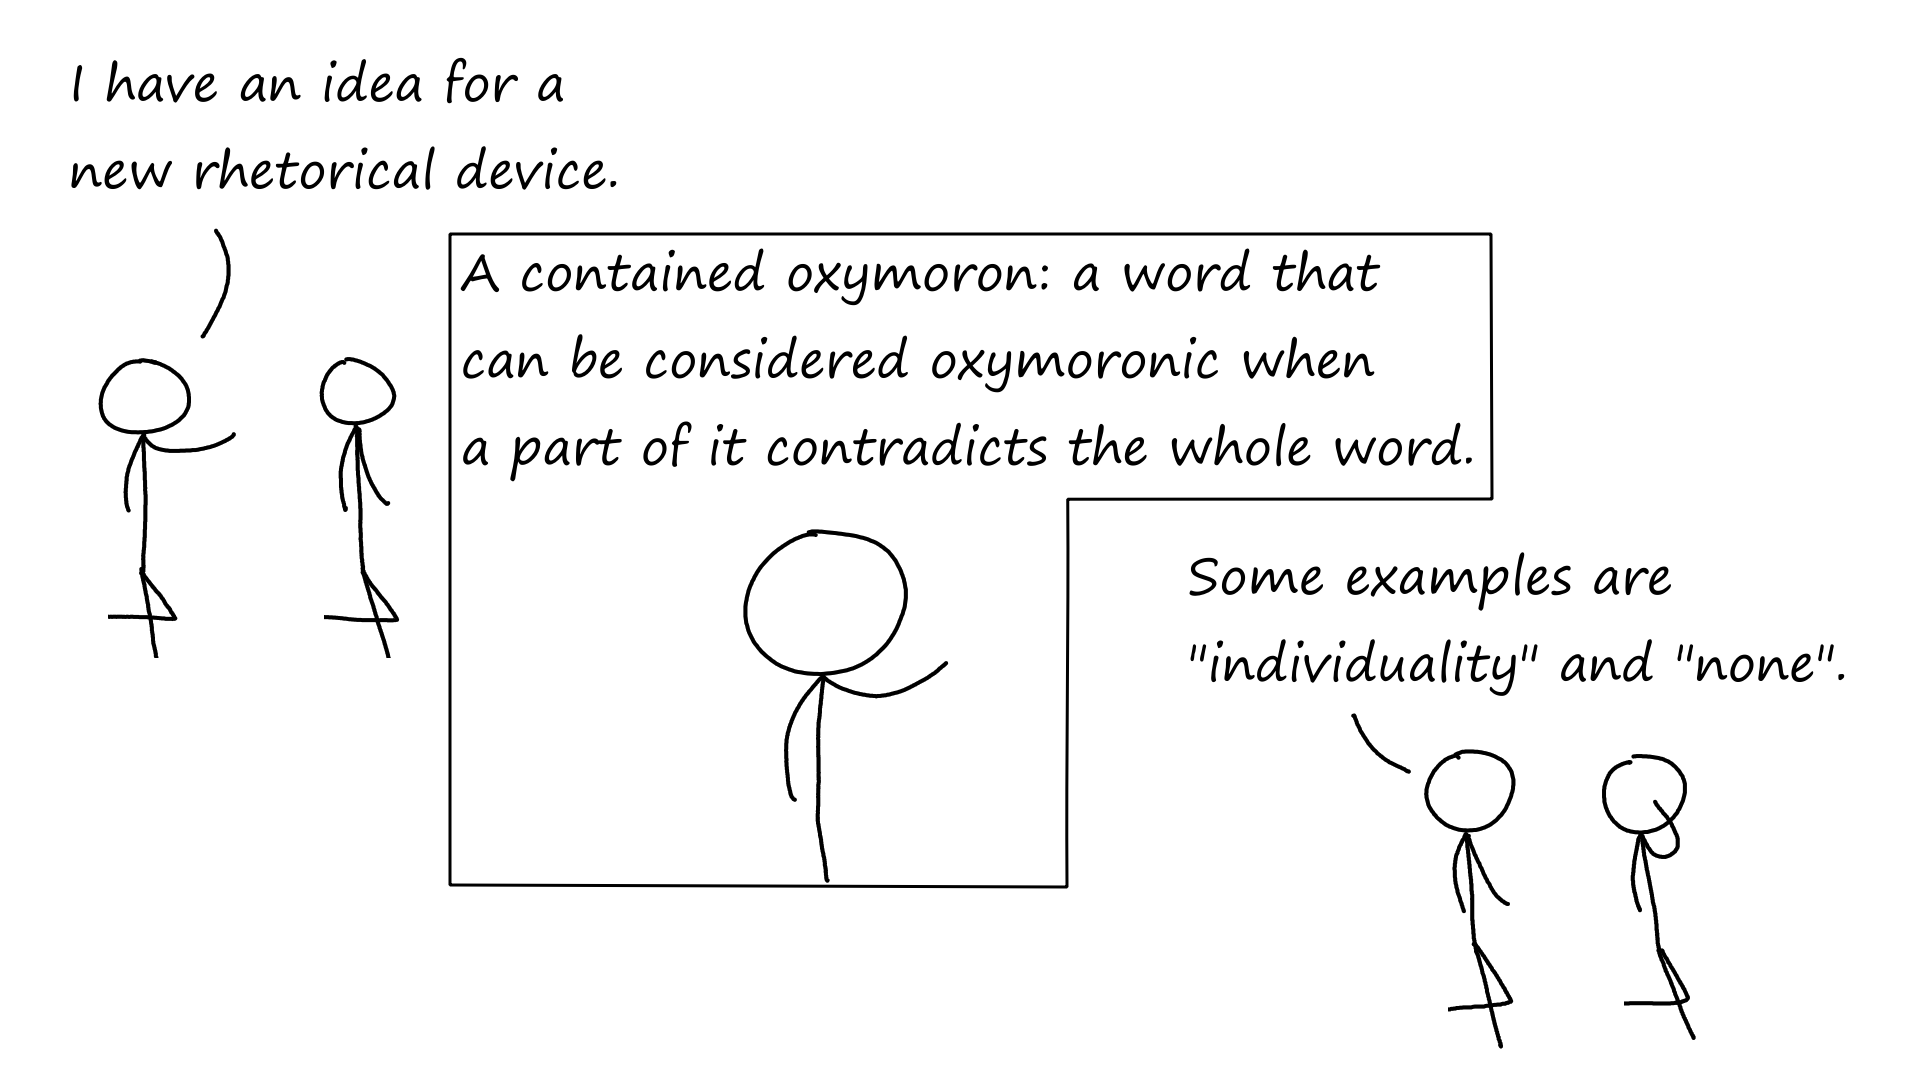 I have an idea for a
new rhetorical device.
A contained oxymoron: a word that
can be considered oxymoronic when
a part of it contradicts the whole word.
Some examples are
"individuality" and "none".